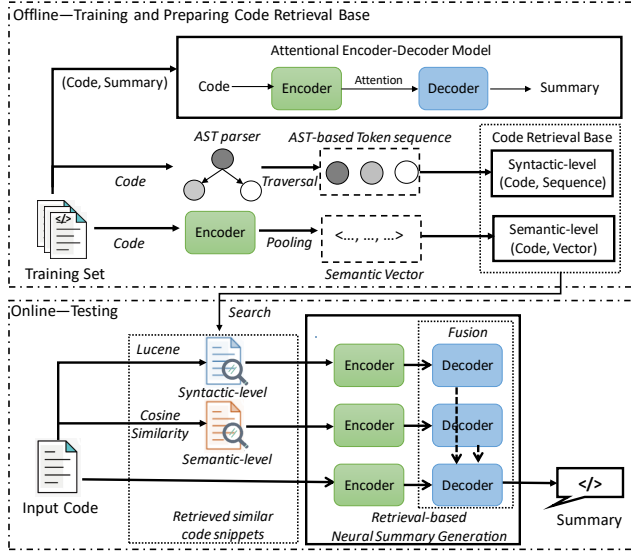 Offline—Training and Preparing Code Retrieval Base
Attentional Encoder-Decoder Model
(Code, Summary)
Code
Encoder
Attention
Decoder
Summary
AST parser
AST-based Token sequence
Code Retrieval Base
Code
Traversal
Syntactic-level
(Code, Sequence)
</>
Code
Encoder
Pooling
<..., ..., ...>
Semantic-level
(Code, Vector)
Training Set
Semantic Vector
Online—Testing
Search
Lucene
Fusion
Encoder
Decoder
Syntactic-level
Cosine
Similarity
Encoder
Decoder
Semantic-level
Encoder
Decoder
</>
Input Code
Retrieved similar
code snippets
Retrieval-based
Neural Summary Generation
Summary